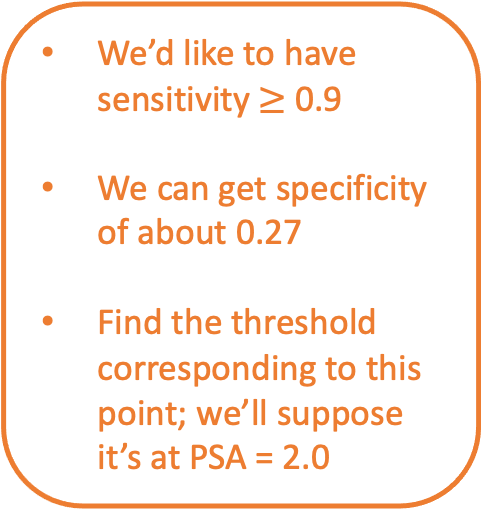 • We’d like to have
sensitivity ≥ 0.9
• We can get specificity
of about 0.27
• Find the threshold
corresponding to this
point; we’ll suppose
it’s at PSA = 2.0